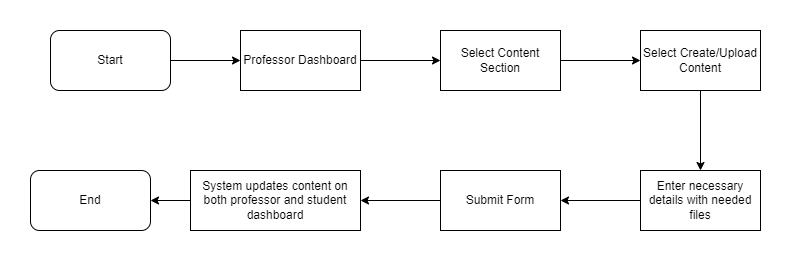 Start
Professor Dashboard
Select Content
Section
Select Create/Upload
Content
Enter necessary
details with needed
files
Submit Form
System updates content on
both professor and student
dashboard
End